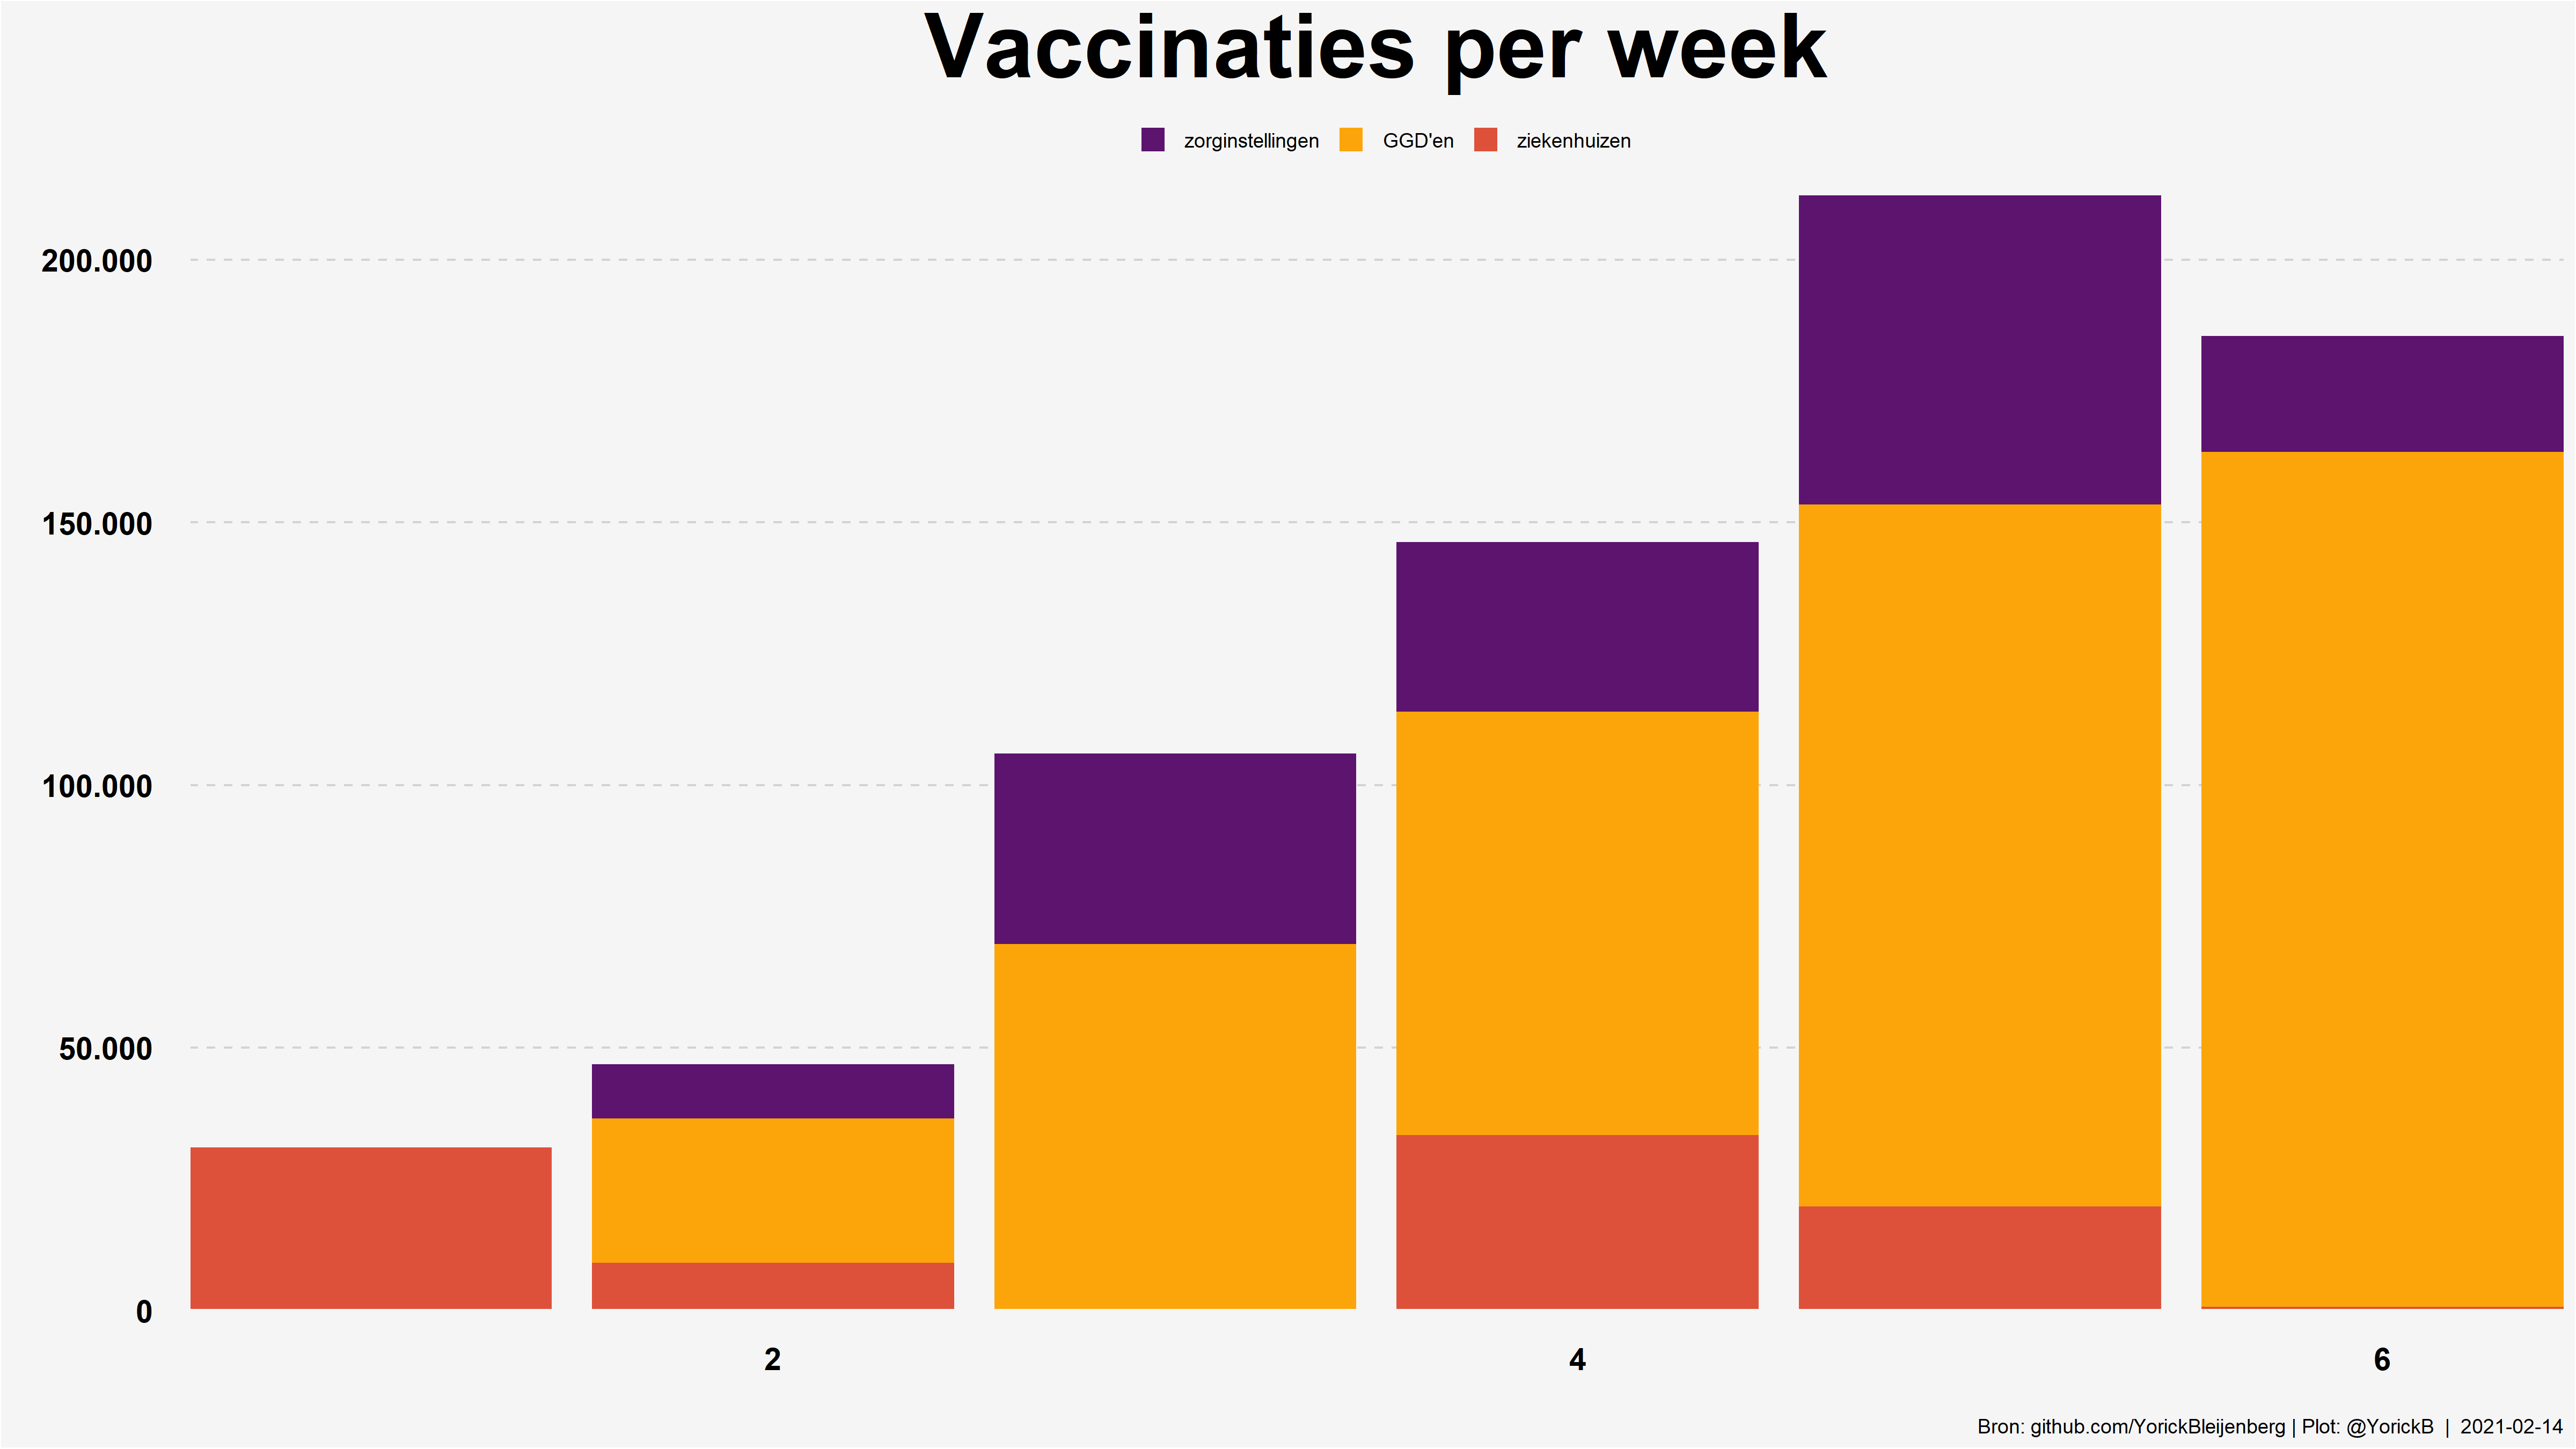 Vaccinaties per week
zorginstellingen GGD'en ziekenhuizen
200.000
150.000
100.000
50.000
0
2 4 6
Bron: github.com/YorickBleijenberg | Plot: @YorickB | 2021-02-14